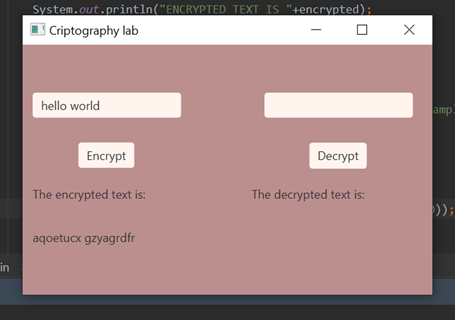 System.out.println("ENCRYPTED TEXT IS "+encrypted);
Criptography lab
hello world
Encrypt
Decrypt
The encrypted text is:
The decrypted text is:
aqoetucx gzyagrdfr
ampl
));
in